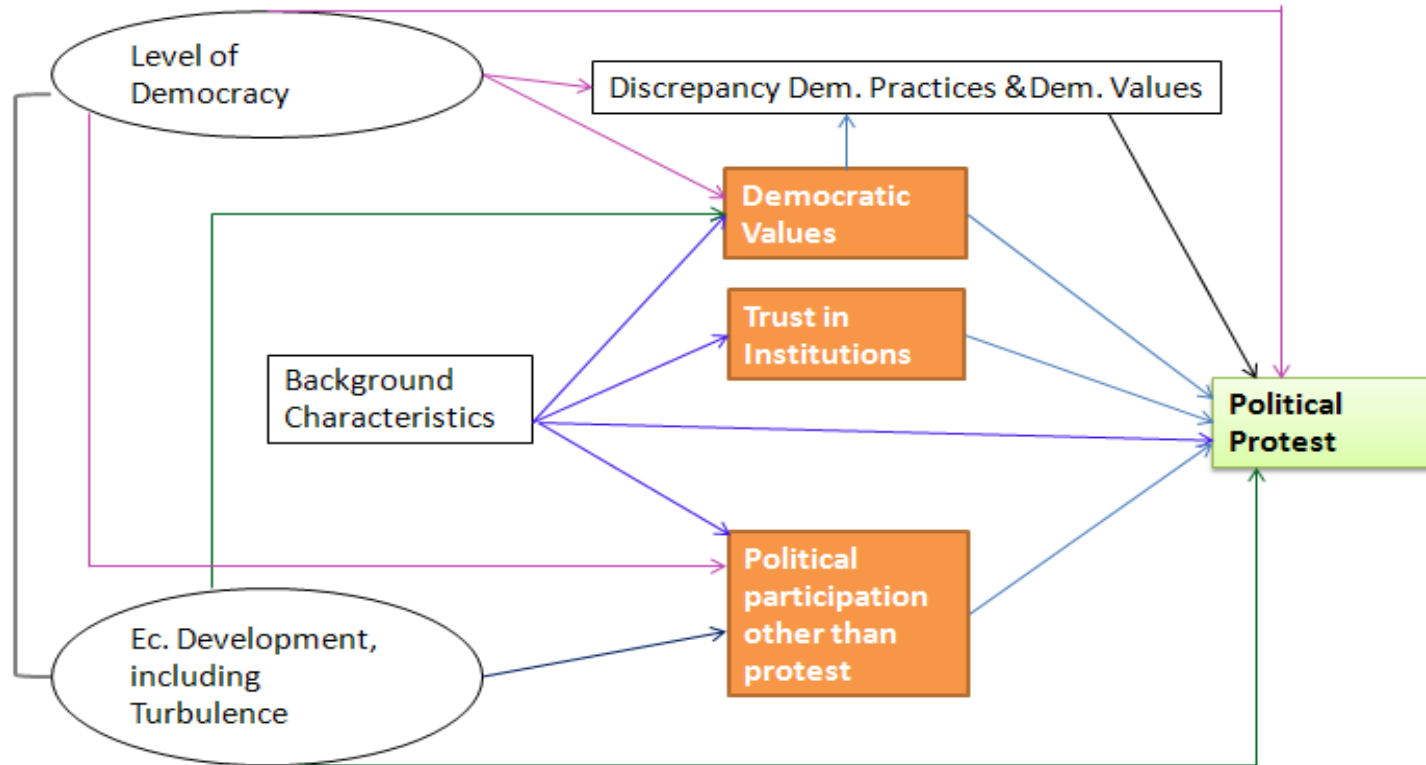 Level of
Democracy
Discrepancy Dem. Practices &Dem. Values
Democratic
Values
Trust in
Institutions
Background
Characteristics
Political
Protest
Political
participation
other than
protest
Ec. Development,
including
Turbulence